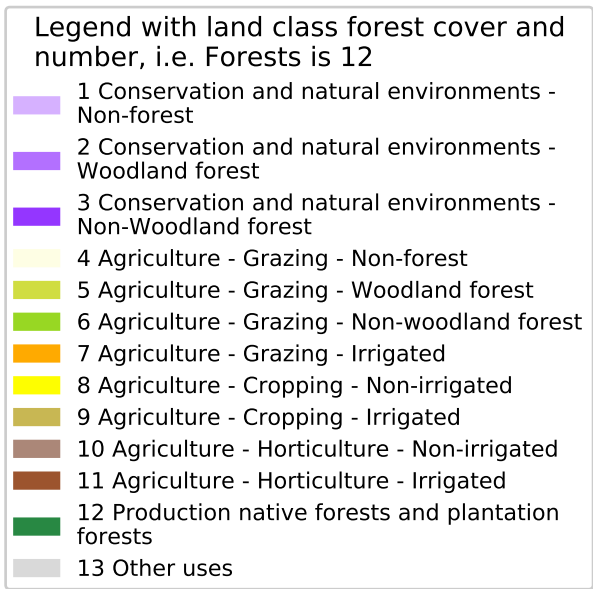 Legend with land class forest cover and
number, i.e. Forests is 12
1 Conservation and natural environments -
Non-forest
2 Conservation and natural environments -
Woodland forest
3 Conservation and natural environments -
Non-Woodland forest
4 Agriculture - Grazing - Non-forest
5 Agriculture - Grazing - Woodland forest
6 Agriculture - Grazing - Non-woodland forest
7 Agriculture - Grazing - Irrigated
8 Agriculture - Cropping - Non-irrigated
9 Agriculture - Cropping - Irrigated
10 Agriculture - Horticulture - Non-irrigated
11 Agriculture - Horticulture - Irrigated
12 Production native forests and plantation
forests
13 Other uses